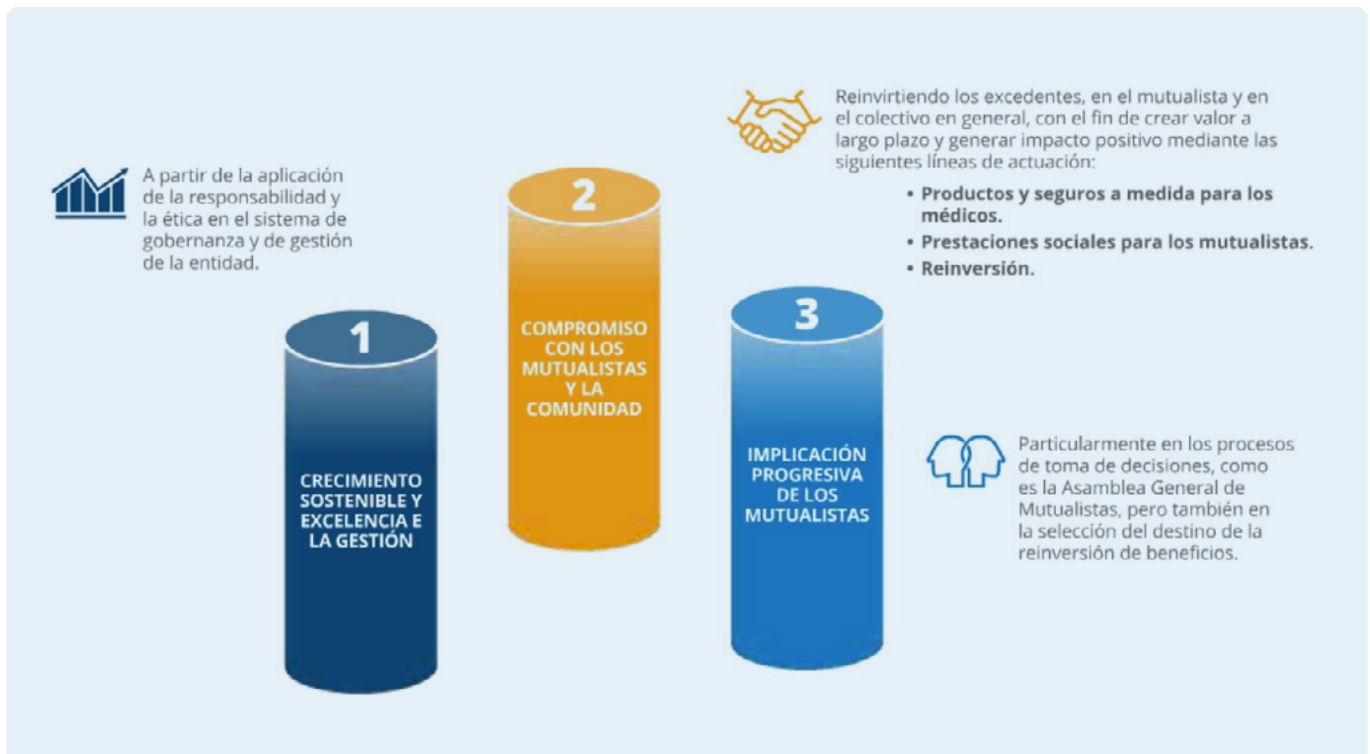 A partir de la aplicación
de la responsabilidad y
la ética en el sistema de
gobernanza y de gestión
de la entidad.
1
CRECIMIENTO
SOSTENIBLE Y
EXCELENCIA E
LA GESTIÓN
2
COMPROMISO
CON LOS
MUTUALISTAS
Y LA
COMUNIDAD
Reinvirtiendo los excedentes, en el mutualista y en
el colectivo en general, con el fin de crear valor a
largo plazo y generar impacto positivo mediante las
siguientes líneas de actuación:
• Productos y seguros a medida para los
médicos.
• Prestaciones sociales para los mutualistas.
• Reinversión.
3
IMPLICACIÓN
PROGRESIVA
DE LOS
MUTUALISTAS
Particularmente en los procesos
de toma de decisiones, como
es la Asamblea General de
Mutualistas, pero también en
la selección del destino de la
reinversión de beneficios.